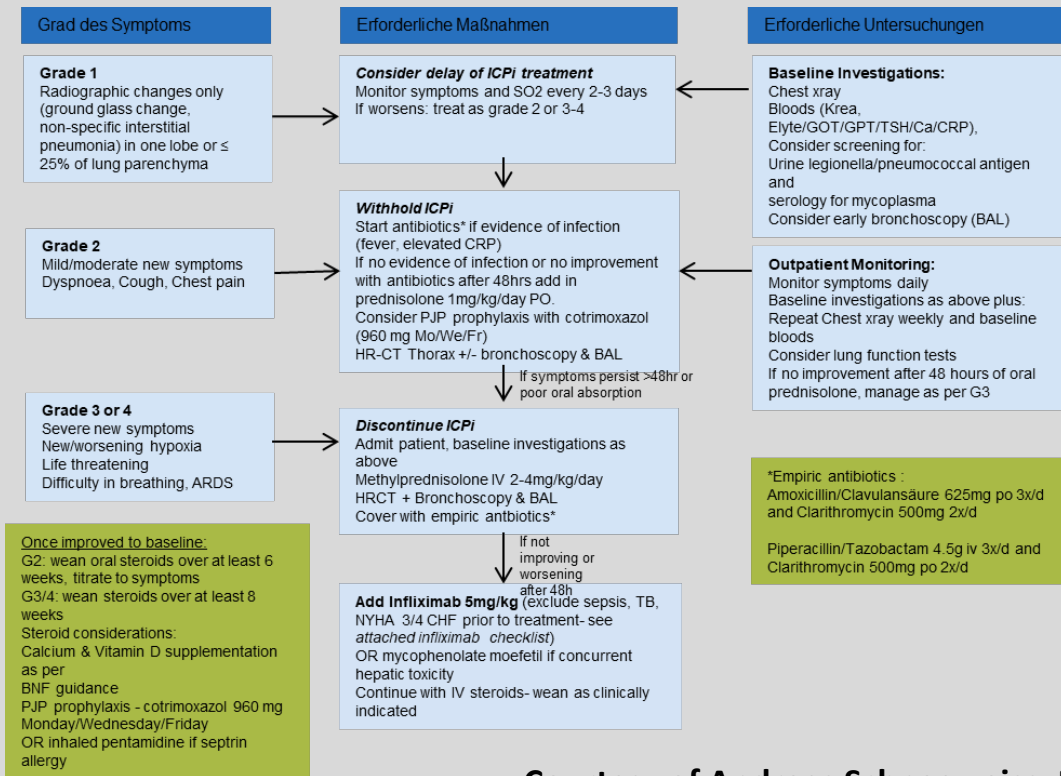 Grad des Symptoms
Erforderliche Maßnahmen
Erforderliche Untersuchungen
Grade 1
Radiographic changes only
(ground glass change,
non-specific interstitial
pneumonia) in one lobe or ≤
25% of lung parenchyma
Consider delay of ICPi treatment
Monitor symptoms and SO2 every 2-3 days
If worsens: treat as grade 2 or 3-4
Baseline Investigations:
Chest xray
Bloods (Krea,
Elyte/GOT/GPT/TSH/Ca/CRP),
Consider screening for:
Urine legionella/pneumococcal antigen
and
serology for mycoplasma
Consider early bronchoscopy (BAL)
Grade 2
Mild/moderate new symptoms
Dyspnoea, Cough, Chest pain
Withhold ICPi
Start antibiotics* if evidence of infection
(fever, elevated CRP)
If no evidence of infection or no improvement
with antibiotics after 48hrs add in
prednisolone 1mg/kg/day PO.
Consider PJP prophylaxis with cotrimoxazol
(960 mg Mo/We/Fr)
HR-CT Thorax +/- bronchoscopy & BAL
Outpatient Monitoring:
Monitor symptoms daily
Baseline investigations as above plus:
Repeat Chest xray weekly and baseline
bloods
Consider lung function tests
If no improvement after 48 hours of oral
prednisolone, manage as per G3
If symptoms persist >48hr or
poor oral absorption
Grade 3 or 4
Severe new symptoms
New/worsening hypoxia
Life threatening
Difficulty in breathing, ARDS
Discontinue ICPi
Admit patient, baseline investigations as
above
Methylprednisolone IV 2-4mg/kg/day
HRCT + Bronchoscopy & BAL
Cover with empiric antbiotics*
*Empiric antibiotics :
Amoxicillin/Clavulansäure 625mg po 3x/d
and Clarithromycin 500mg 2x/d
Piperacillin/Tazobactam 4.5g iv 3x/d and
Clarithromycin 500mg po 2x/d
If not
improving or
worsening
after 48h
Once improved to baseline:
G2: wean oral steroids over at least 6
weeks, titrate to symptoms
G3/4: wean steroids over at least 8
weeks
Steroid considerations:
Calcium & Vitamin D supplementation
as per
BNF guidance
PJP prophylaxis - cotrimoxazol 960 mg
Monday/Wednesday/Friday
OR inhaled pentamidine if septrin
allergy
Add Infliximab 5mg/kg (exclude sepsis, TB,
NYHA 3/4 CHF prior to treatment- see
attached infliximab checklist)
OR mycophenolate moefetil if concurrent
hepatic toxicity
Continue with IV steroids- wean as clinically
indicated